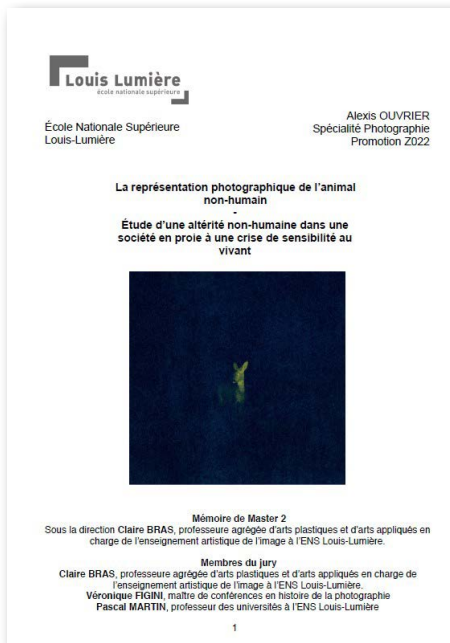 Louis Lumière
école nationale supérieure
École Nationale Supérieure
Louis-Lumière
Alexis OUVRIER
Spécialité Photographie
Promotion Z022
La représentation photographique de l'animal
non-humain
-
Étude d'une altérité non-humaine dans une
société en proie à une crise de sensibilité au
vivant
Mémoire de Master 2
Sous la direction Claire BRAS, professeure agrégée d'arts plastiques et d'arts appliqués en
charge de l'enseignement artistique de l'image à l'ENS Louis-Lumière.
Membres du jury
Claire BRAS, professeure agrégée d'arts plastiques et d'arts appliqués en charge de
l'enseignement artistique de l'image à l'ENS Louis-Lumière.
Véronique FIGINI, maître de conférences en histoire de la photographie
Pascal MARTIN, professeur des universités à l'ENS Louis-Lumière
1